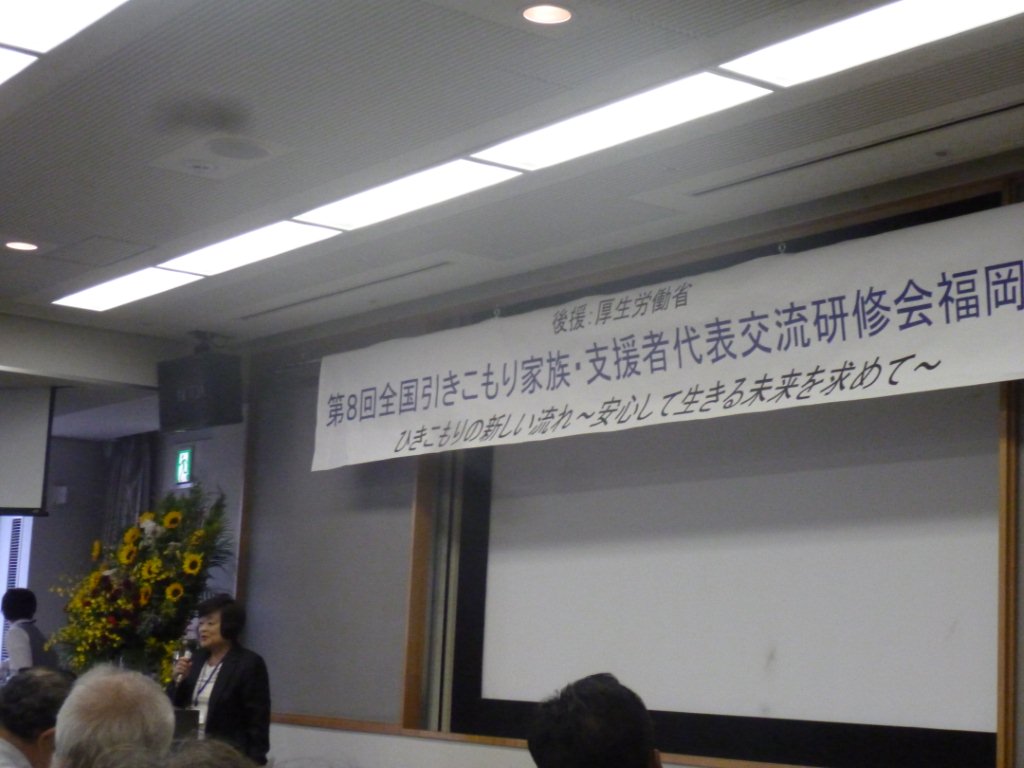 後援:厚生労働省
第8回全国引きこもり家族・支援者代表交流研修会福岡
ひきこもりの新しい流れ～安心して生きる未来を求めて～